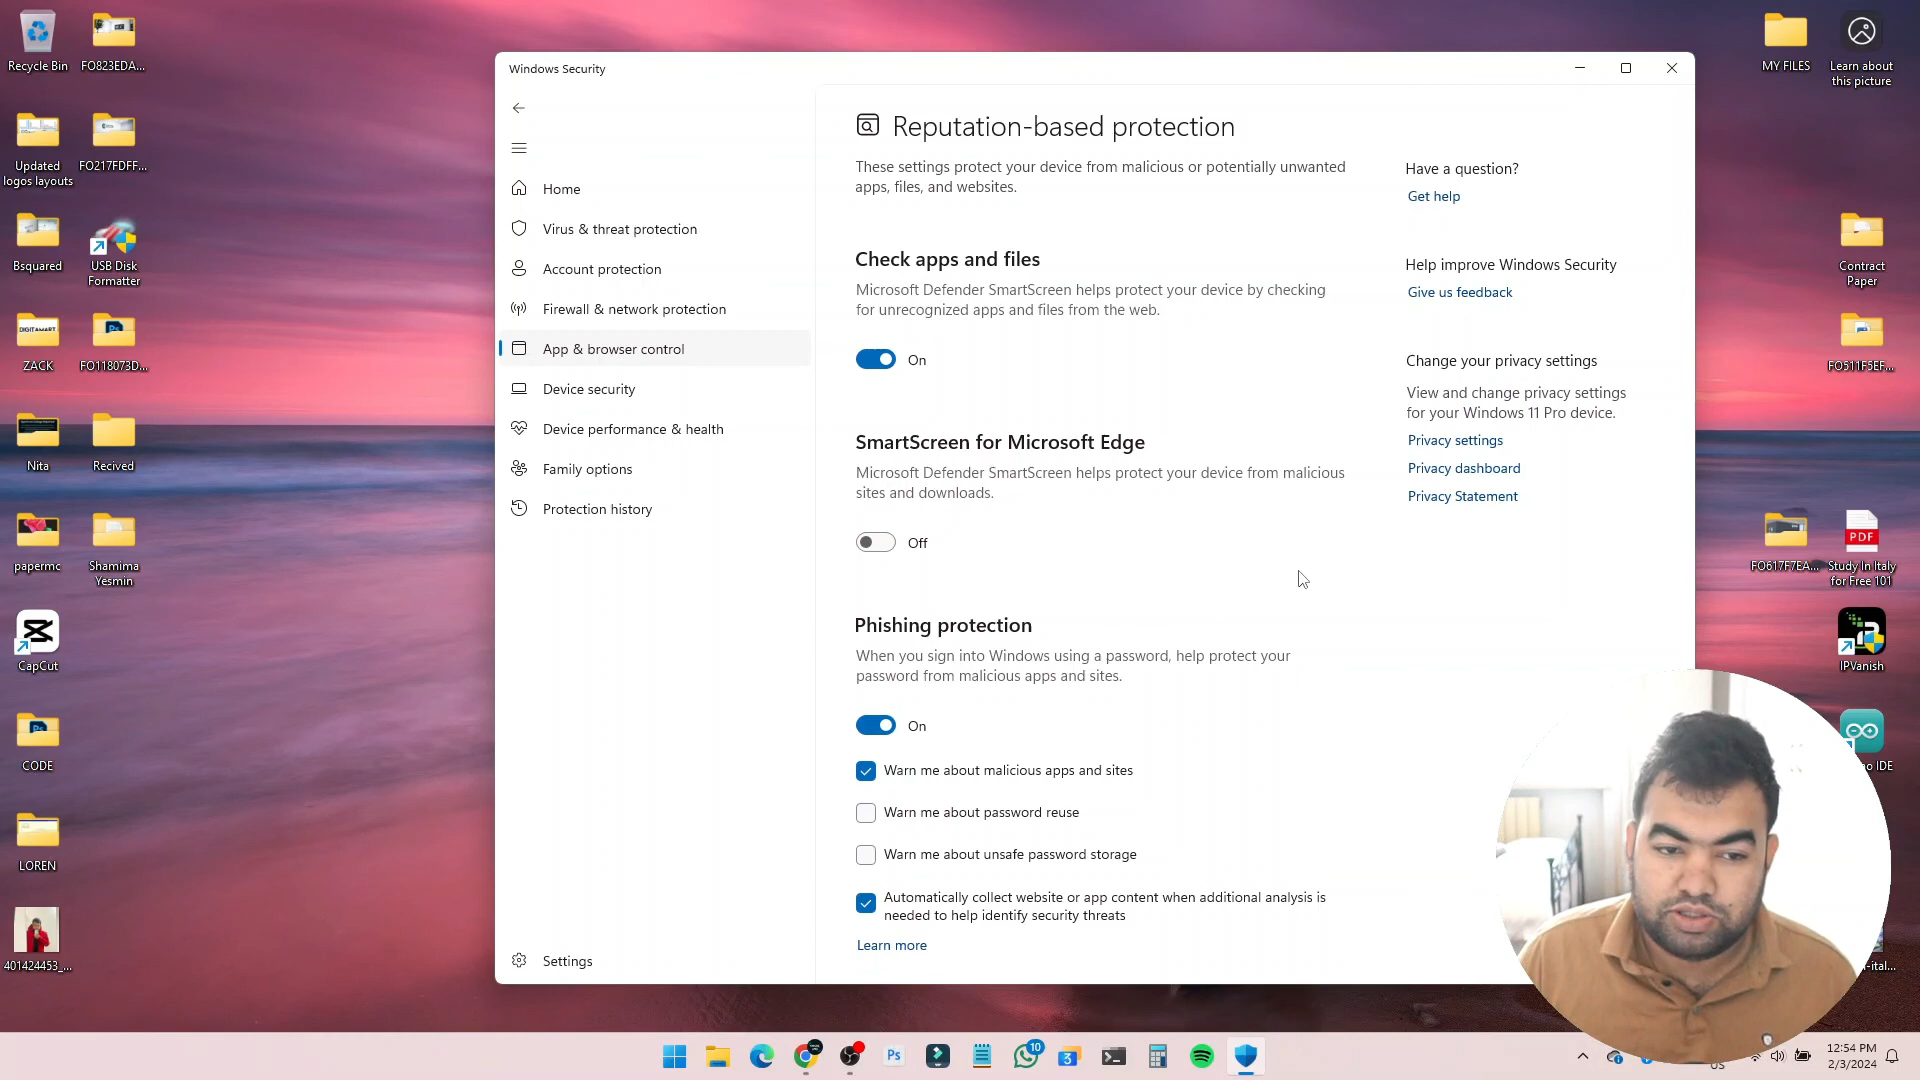 Recycle Bin
FO823EDA...
Updated
logos layouts
FO217FDFF...
Bsquared
USB Disk
Formatter
DIGITAMART
ZACK
FO118073D...
Nita
Recived
papermc
Shamima
Yesmin
CapCut
CODE
LOREN
401424453_...
Windows Security
Home
Virus & threat protection
Account protection
Firewall & network protection
App & browser control
Device security
Device performance & health
Family options
Protection history
Settings
Reputation-based protection
These settings protect your device from malicious or potentially unwanted
apps, files, and websites.
Check apps and files
Microsoft Defender SmartScreen helps protect your device by checking
for unrecognized apps and files from the web.
On
SmartScreen for Microsoft Edge
Microsoft Defender SmartScreen helps protect your device from malicious
sites and downloads.
Off
Phishing protection
When you sign into Windows using a password, help protect your
password from malicious apps and sites.
On
Warn me about malicious apps and sites
Warn me about password reuse
Warn me about unsafe password storage
Automatically collect website or app content when additional analysis is
needed to help identify security threats
Learn more
Have a question?
Get help
Help improve Windows Security
Give us feedback
Change your privacy settings
View and change privacy settings
for your Windows 11 Pro device.
Privacy settings
Privacy dashboard
Privacy Statement
MY FILES
Learn about
this picture
Contract
Paper
FO511F5EF...
FO617F7EA...
PDF
Study In Italy
for Free 101
IPVanish
IDE
-ital...
Ps
10
3
US
12:54 PM
2/3/2024